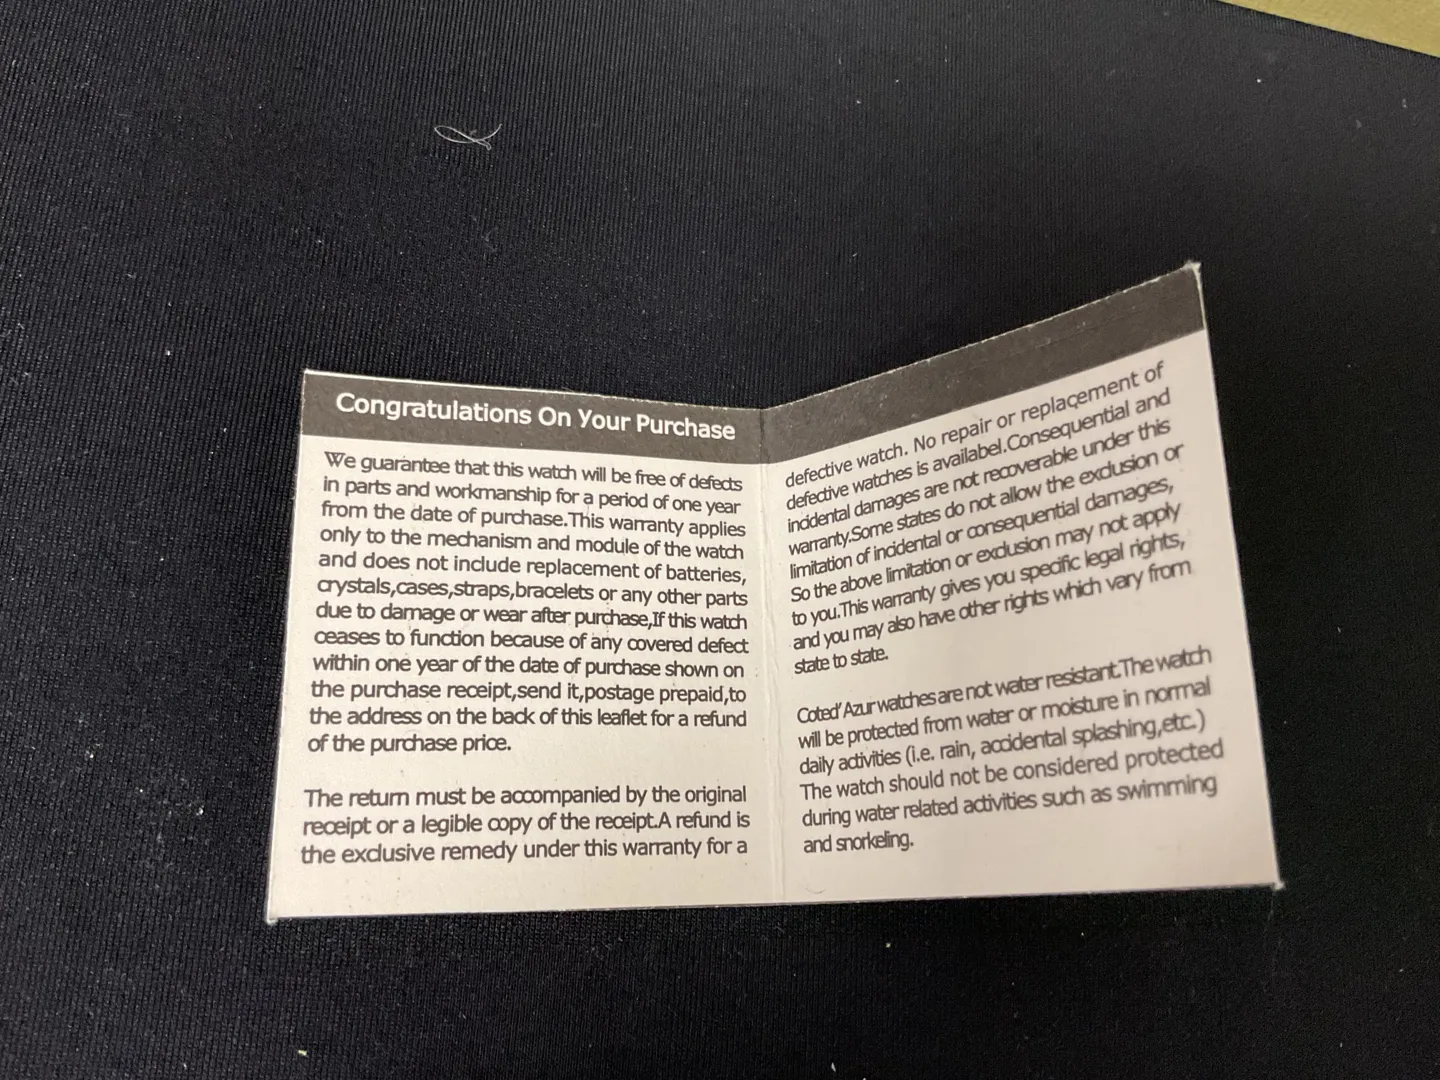 Congratulations On Your Purchase
We guarantee that this watch will be free of defects
in parts and workmanship for a period of one year
from the date of purchase.This warranty applies
only to the mechanism and module of the watch
and does not include replacement of batteries,
crystals,cases,straps,bracelets or any other parts
due to damage or wear after purchase,If this watch
ceases to function because of any covered defect
within one year of the date of purchase shown on
the purchase receipt,send it,postage prepaid,to
the address on the back of this leaflet for a refund
of the purchase price.
The return must be accompanied by the original
receipt or a legible copy of the receipt.A refund is
the exclusive remedy under this warranty for a
defective watch. No repair or replacement of
defective watches is availabel.Consequential and
incidental damages are not recoverable under this
warranty.Some states do not allow the exclusion or
limitation of incidental or consequential damages,
So the above limitation or exclusion may not apply
to you.This warranty gives you specific legal rights,
and you may also have other rights which vary from
state to state.
Coted'Azur watches are not water resistant.The watch
will be protected from water or moisture in normal
daily activities (i.e. rain, accidental splashing,etc.)
The watch should not be considered protected
during water related activities such as swimming
and snorkeling.